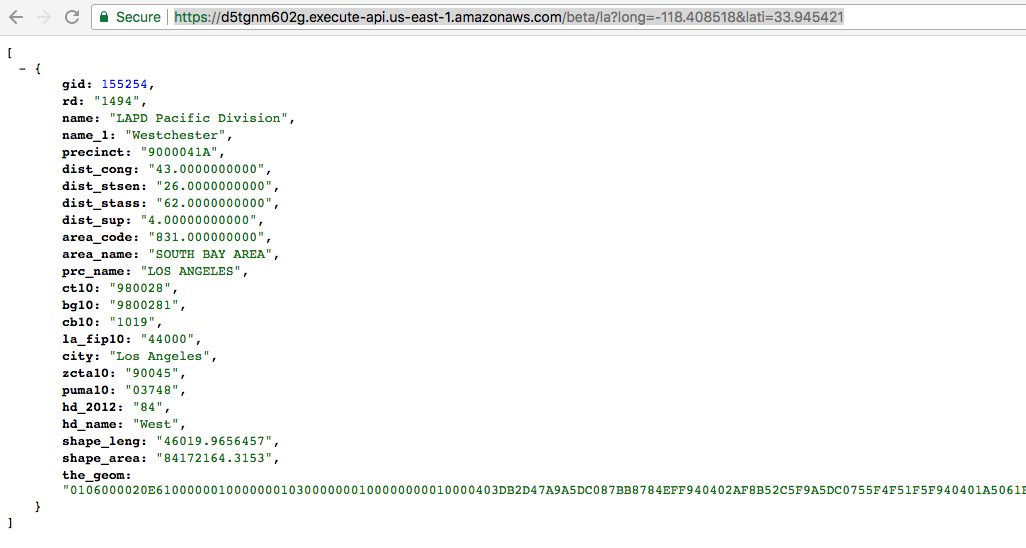 Secure | https://d5tgnm602g.execute-api.us-east-1.amazonaws.com/beta/la?long=-118.408518&lati=33.945421
[
– {
gid: 155254,
rd: "1494",
name: "LAPD Pacific Division",
name_1: "Westchester",
precinct: "9000041A",
dist_cong: "43.0000000000",
dist_stsen: "26.0000000000",
dist_stass: "62.0000000000",
dist_sup: "4.00000000000",
area_code: "831.000000000",
area_name: "SOUTH BAY AREA",
prc_name: "LOS ANGELES",
ct10: "980028",
bg10: "9800281",
cb10: "1019",
la_fip10: "44000",
city: "Los Angeles",
zcta10: "90045",
puma10: "03748",
hd_2012: "84",
hd_name: "West",
shape_leng: "46019.9656457",
shape_area: "84172164.3153",
the_geom:
"0106000020E61000000100000001030000000100000000010000403DB2D47A9A5DC087BB8784EFF940402AF8B52C5F9A5DC0755F4F51F5F940401A5061E
}
]